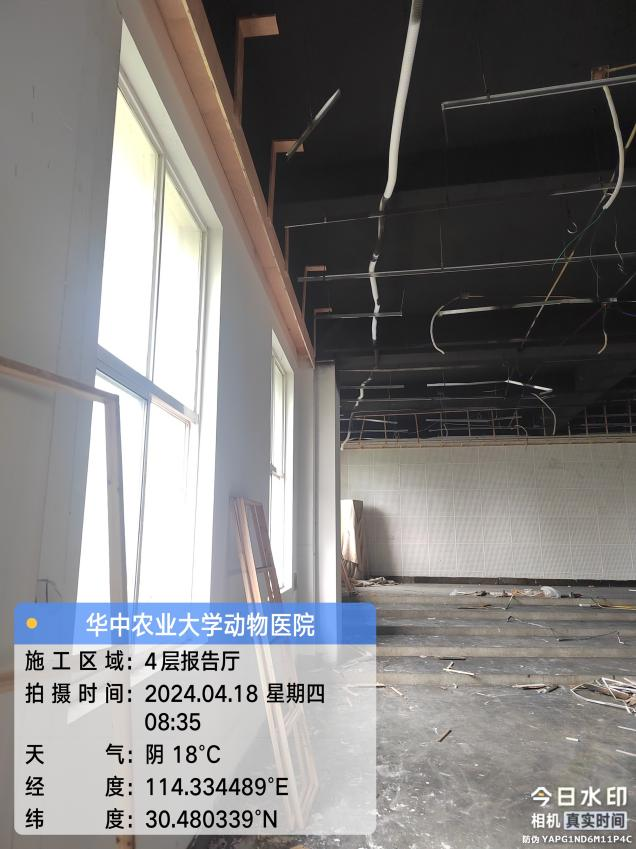 华中农业大学动物医院
施工区域：4层报告厅
拍摄时间：2024.04.18 星期四
08:35
天气：阴 18°C
经度：114.334489°E
纬度：30.480339°N
今日水印
相机 真实时间
防伪 YAPG1ND6M11P4C